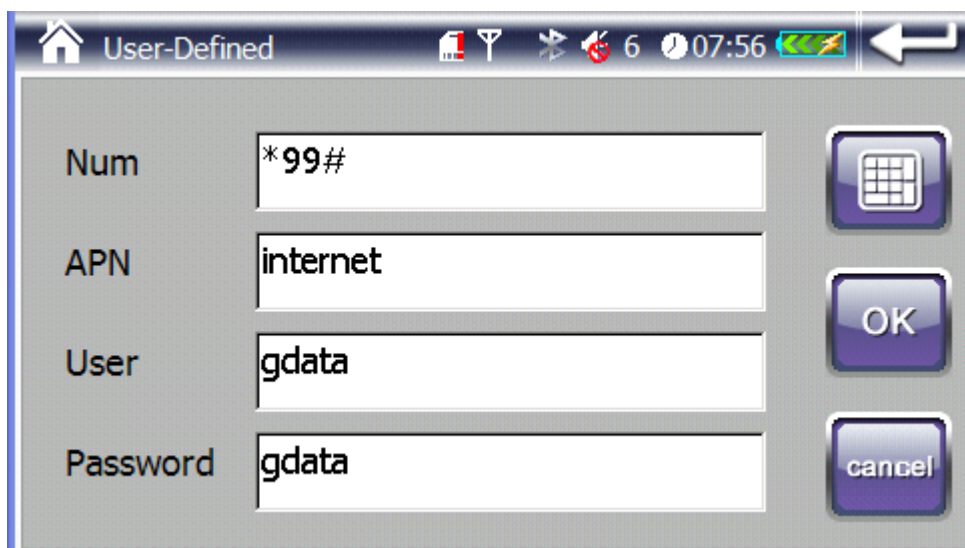 User-Defined 6 07:56
Num *99#
APN internet
User gdata
Password gdata
OK
cancel